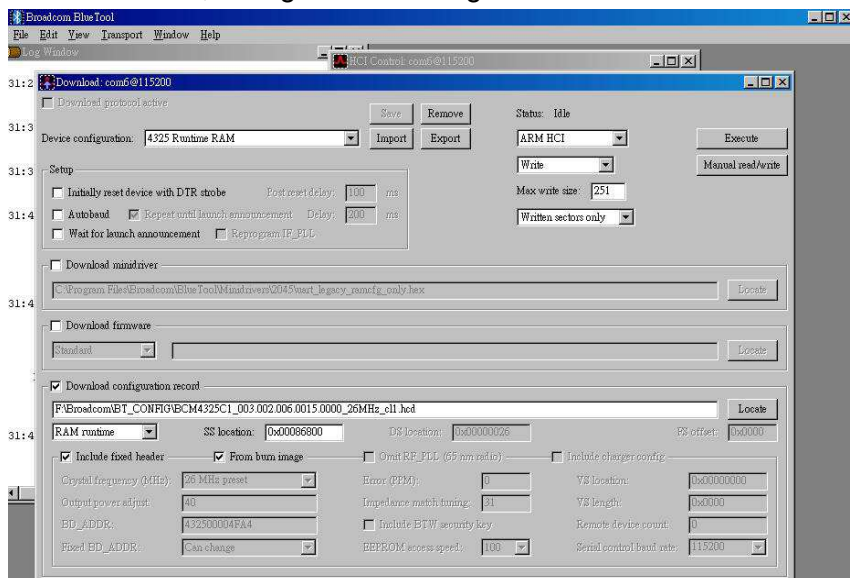 Broadcom BlueTool
File Edit View Transport Window Help
Log Window
HCI Control: com6@115200
31:2
Download: com6@115200
Download protocol active
Save Remove Status: Idle
31:3
Device configuration: 4325 Runtime RAM Import Export ARM HCI Execute
31:3
Setup Write Manual read/write
Initially reset device with DTR strobe Post reset delay: 100 ms Max write size: 251
31:4
Autobaud Repeat until launch announcement Delay: 200 ms Written sectors only
Wait for launch announcement Reprogram IF_PLL
Download minidriver
C:\Program Files\Broadcom\BlueTool\Minidrivers\2045\uart_legacy_ramcfg_only.hex Locate
31:4
Download firmware
Standard Locate
Download configuration record
F:\Broadcom\BT_CONFIG\BCM4325C1_003.002.006.0015.0000_26MHz_cl1.hcd Locate
31:4
RAM runtime SS location: 0x00086800 DS location: 0x00000026 PS offset: 0x0000
Include fixed header From burn image Omit RF_PLL (65 nm radio) Include charger config
Crystal frequency (MHz): 26 MHz preset Error (PPM): 0 VS location: 0x00000000
Output power adjust: 40 Impedance match tuning: 31 VS length: 0x0000
BD_ADDR: 432500004FA4 Include BTW security key Remote device count: 0
Fixed BD_ADDR: Can change EEPROM access speed: 100 Serial control baud rate: 115200